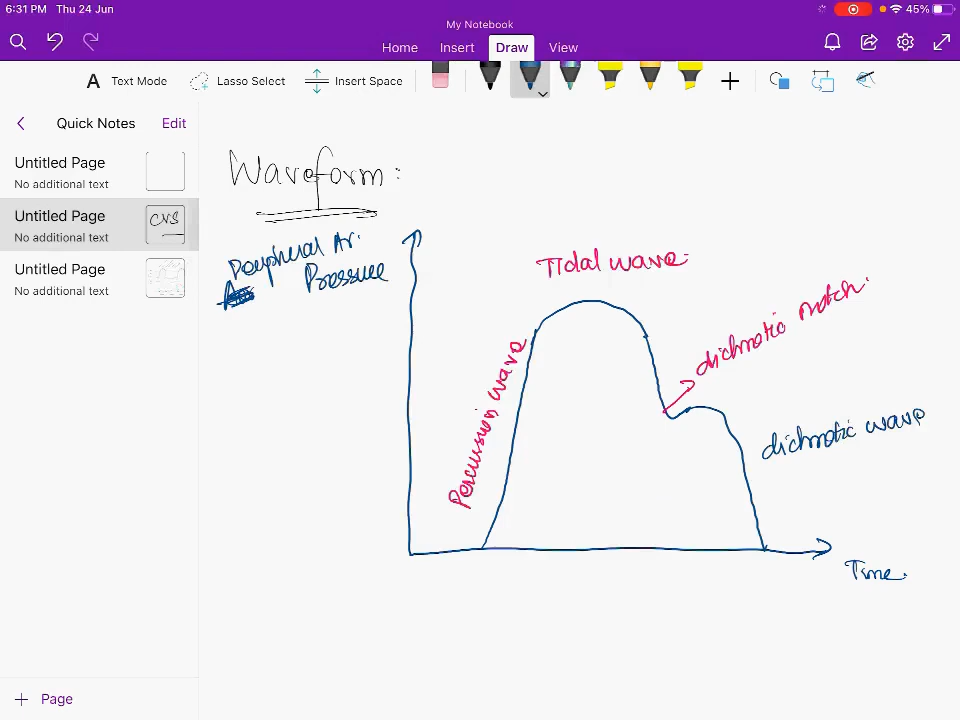 6:31 PM Thu 24 Jun
45%
My Notebook
Home Insert Draw View
Text Mode Lasso Select Insert Space
Quick Notes Edit
Untitled Page
No additional text
Untitled Page
No additional text
CVS
Untitled Page
No additional text
Page
Waveform:
Peripheral Ar.
Pressure
Tidal wave
Percussion wave
dichrotic notch
dichrotic wave
Time.